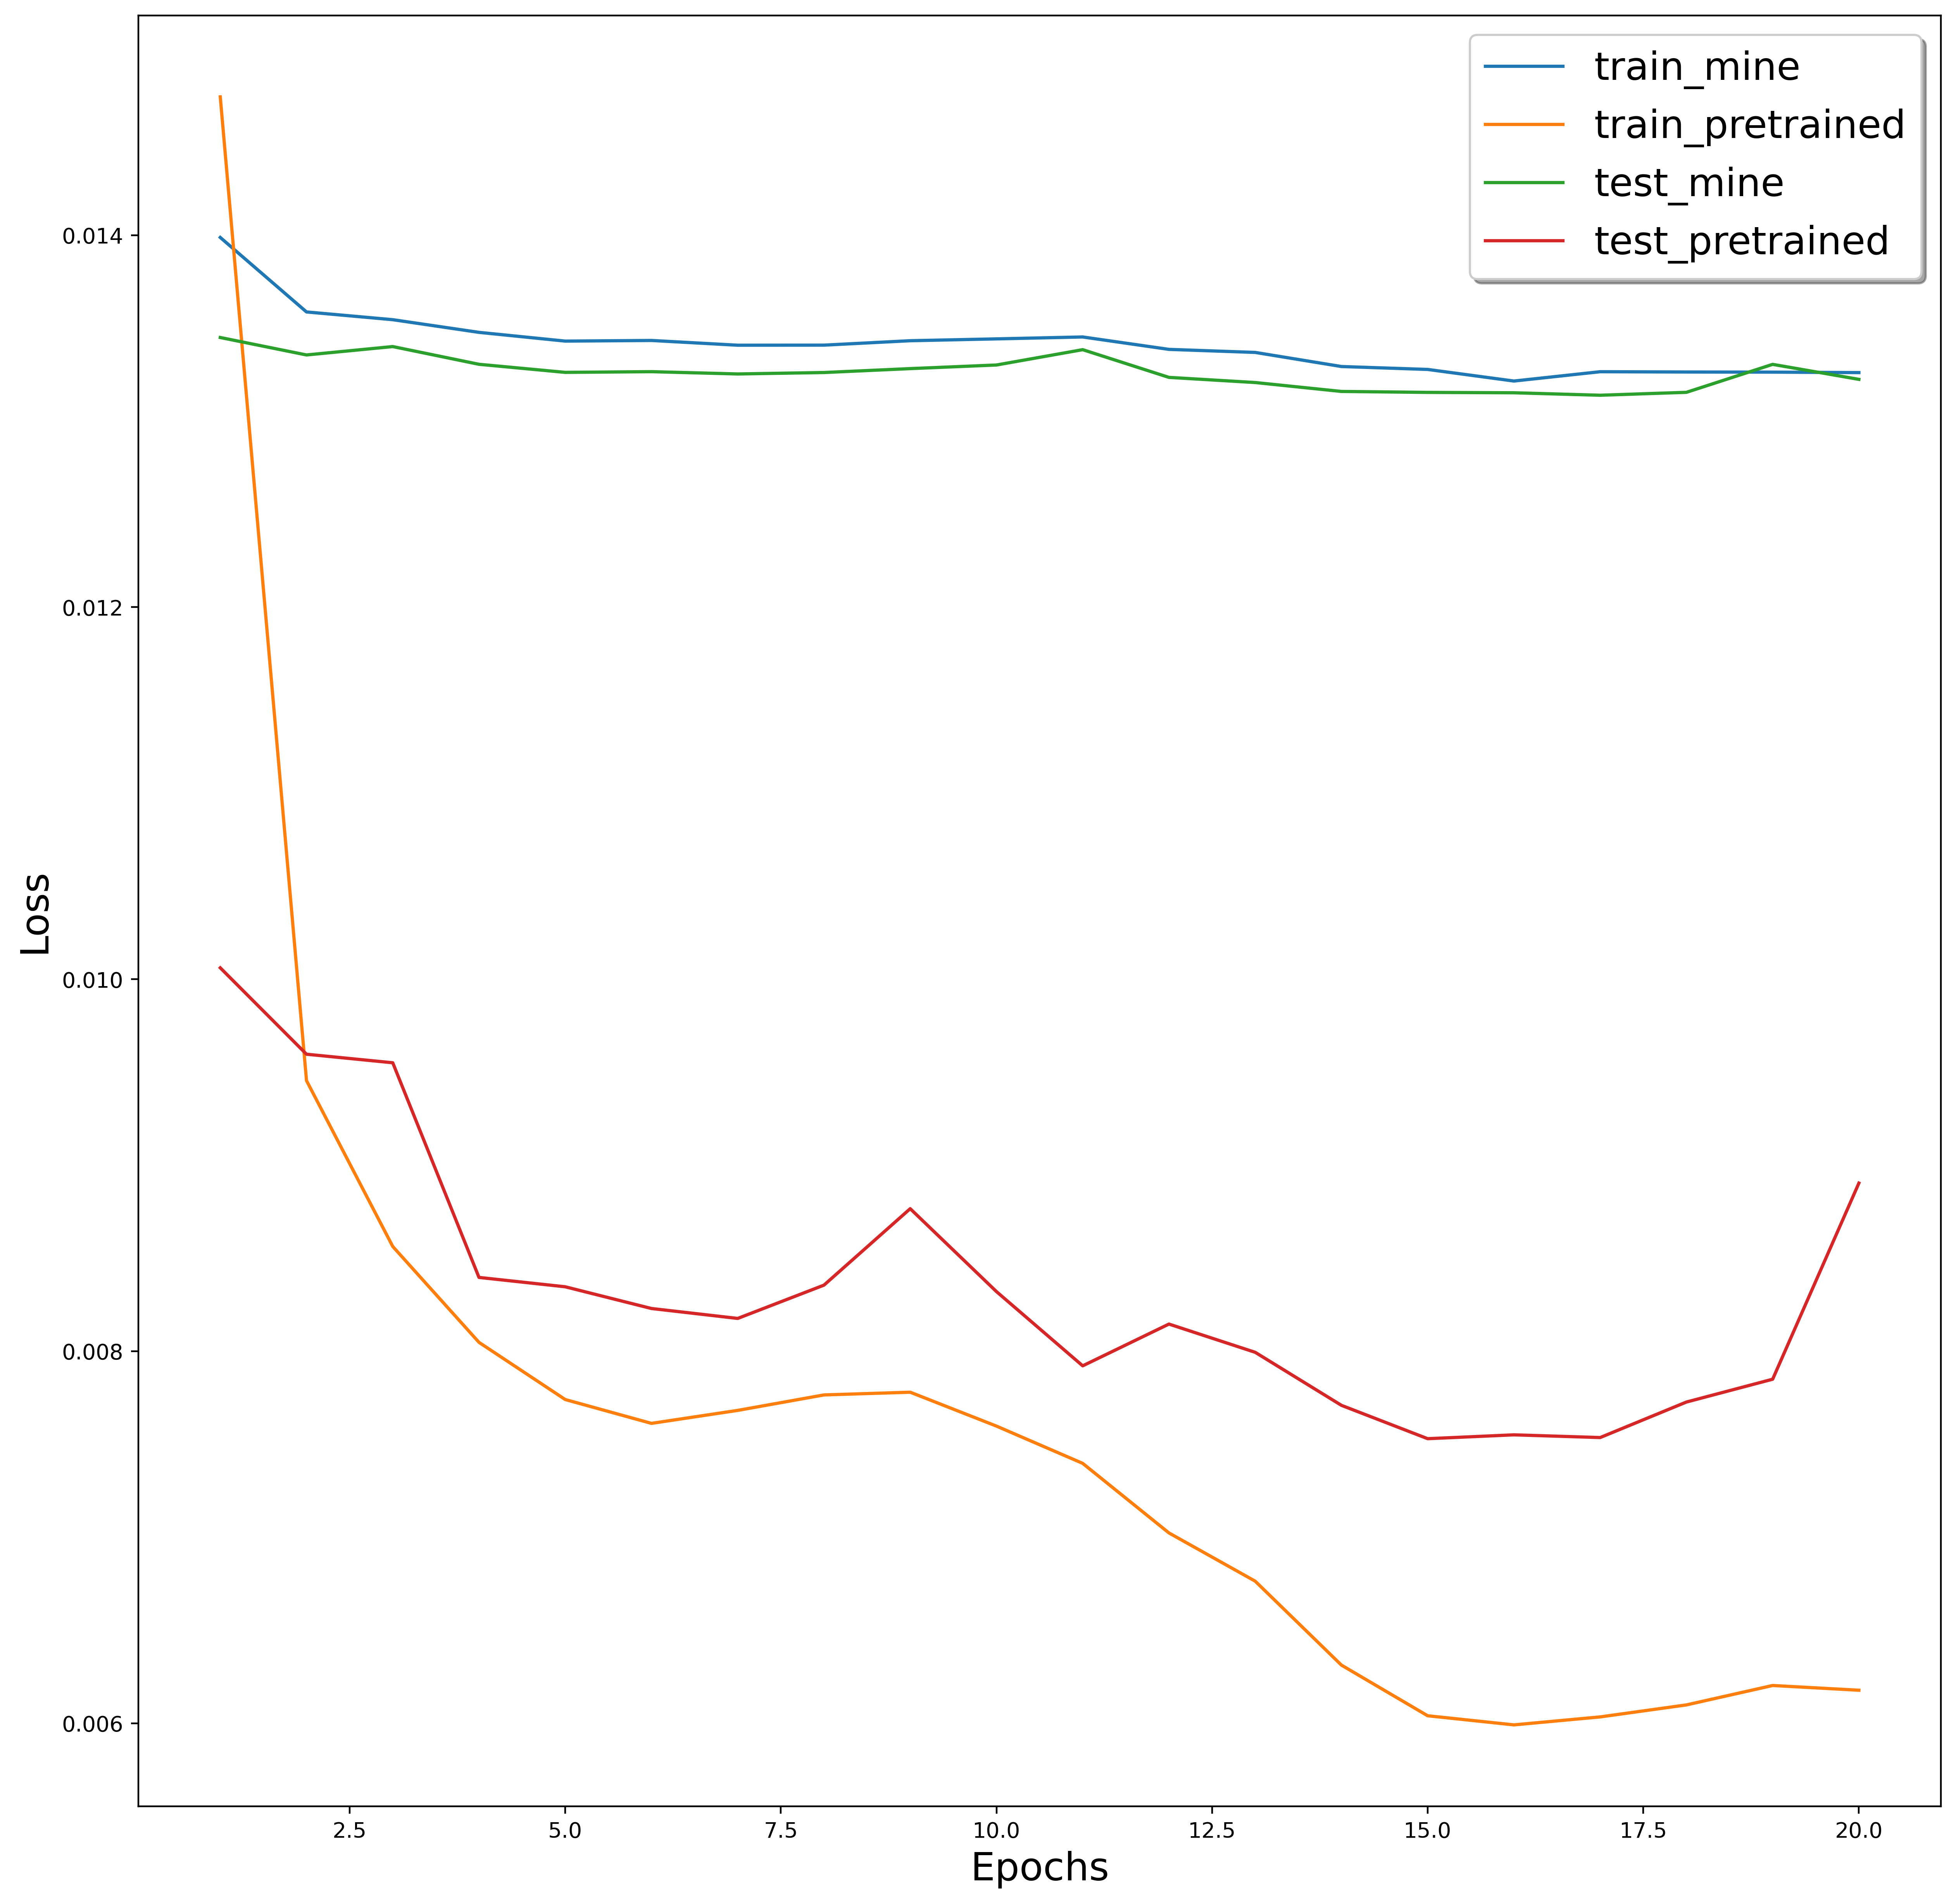 train_mine
train_pretrained
test_mine
test_pretrained
0.014
0.012
0.010
0.008
0.006
Loss
2.5 5.0 7.5 10.0 12.5 15.0 17.5 20.0
Epochs